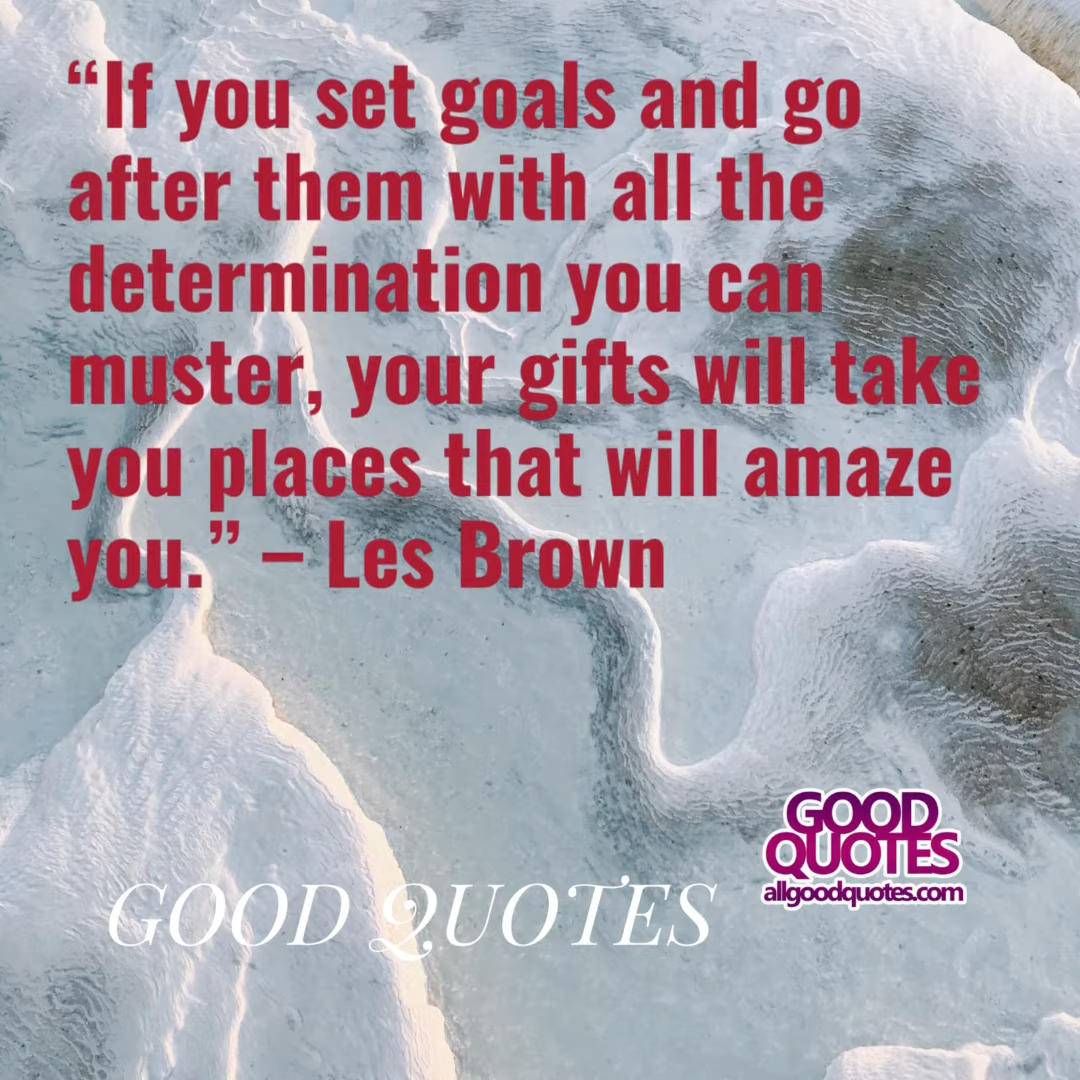 “If you set goals and go
after them with all the
determination you can
muster, your gifts will take
you places that will amaze
you.” – Les Brown
GOOD
QUOTES
allgoodquotes.com
GOOD QUOTES